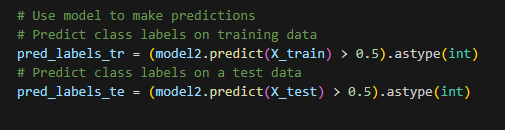 # Use model to make predictions
# Predict class labels on training data
pred_labels_tr = (model2.predict(X_train) > 0.5).astype(int)
# Predict class labels on a test data
pred_labels_te = (model2.predict(X_test) > 0.5).astype(int)